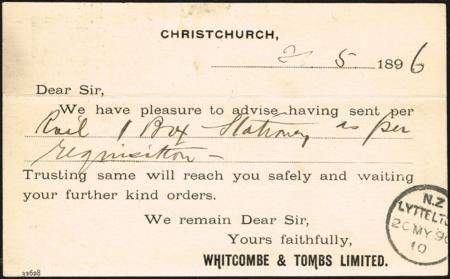 CHRISTCHURCH,
5 1896
Dear Sir,
We have pleasure to advise having sent per
Rail 1 Box Stationery as per
requisition —
Trusting same will reach you safely and waiting
your further kind orders.
We remain Dear Sir,
Yours faithfully,
WHITCOMBE & TOMBS LIMITED.
N.Z
LYTTELTO
20 MY 96
10